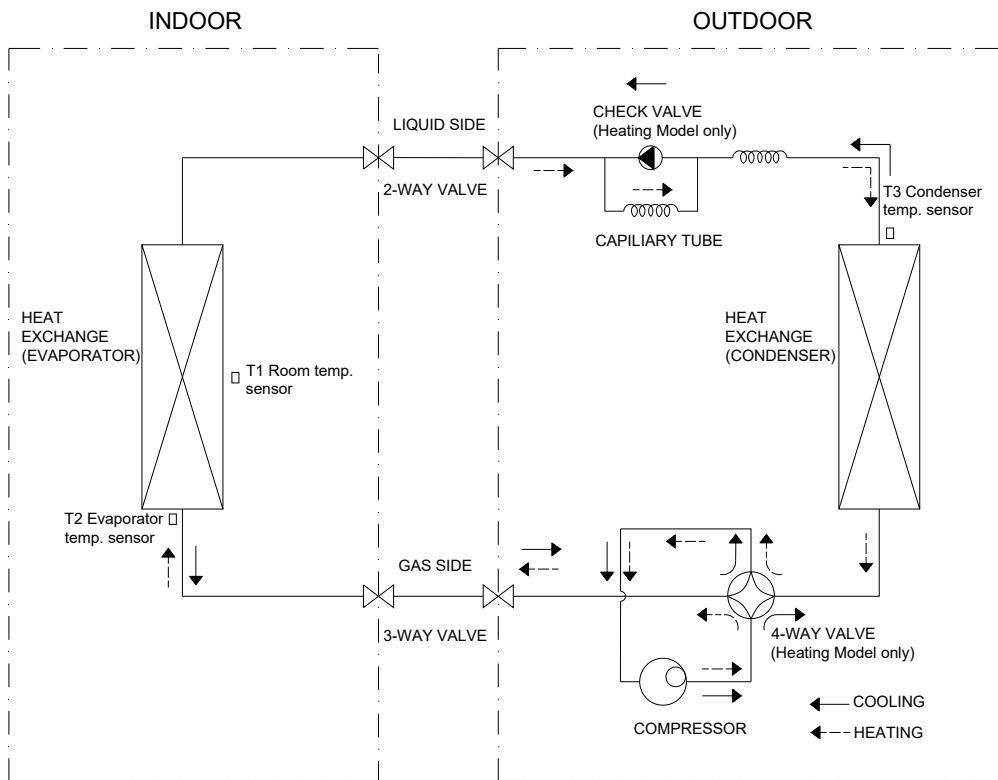 INDOOR
OUTDOOR
LIQUID SIDE
2-WAY VALVE
CHECK VALVE
(Heating Model only)
CAPILIARY TUBE
T3 Condenser
temp. sensor
HEAT
EXCHANGE
(EVAPORATOR)
T1 Room temp.
sensor
HEAT
EXCHANGE
(CONDENSER)
T2 Evaporator
temp. sensor
GAS SIDE
3-WAY VALVE
4-WAY VALVE
(Heating Model only)
COMPRESSOR
COOLING
HEATING